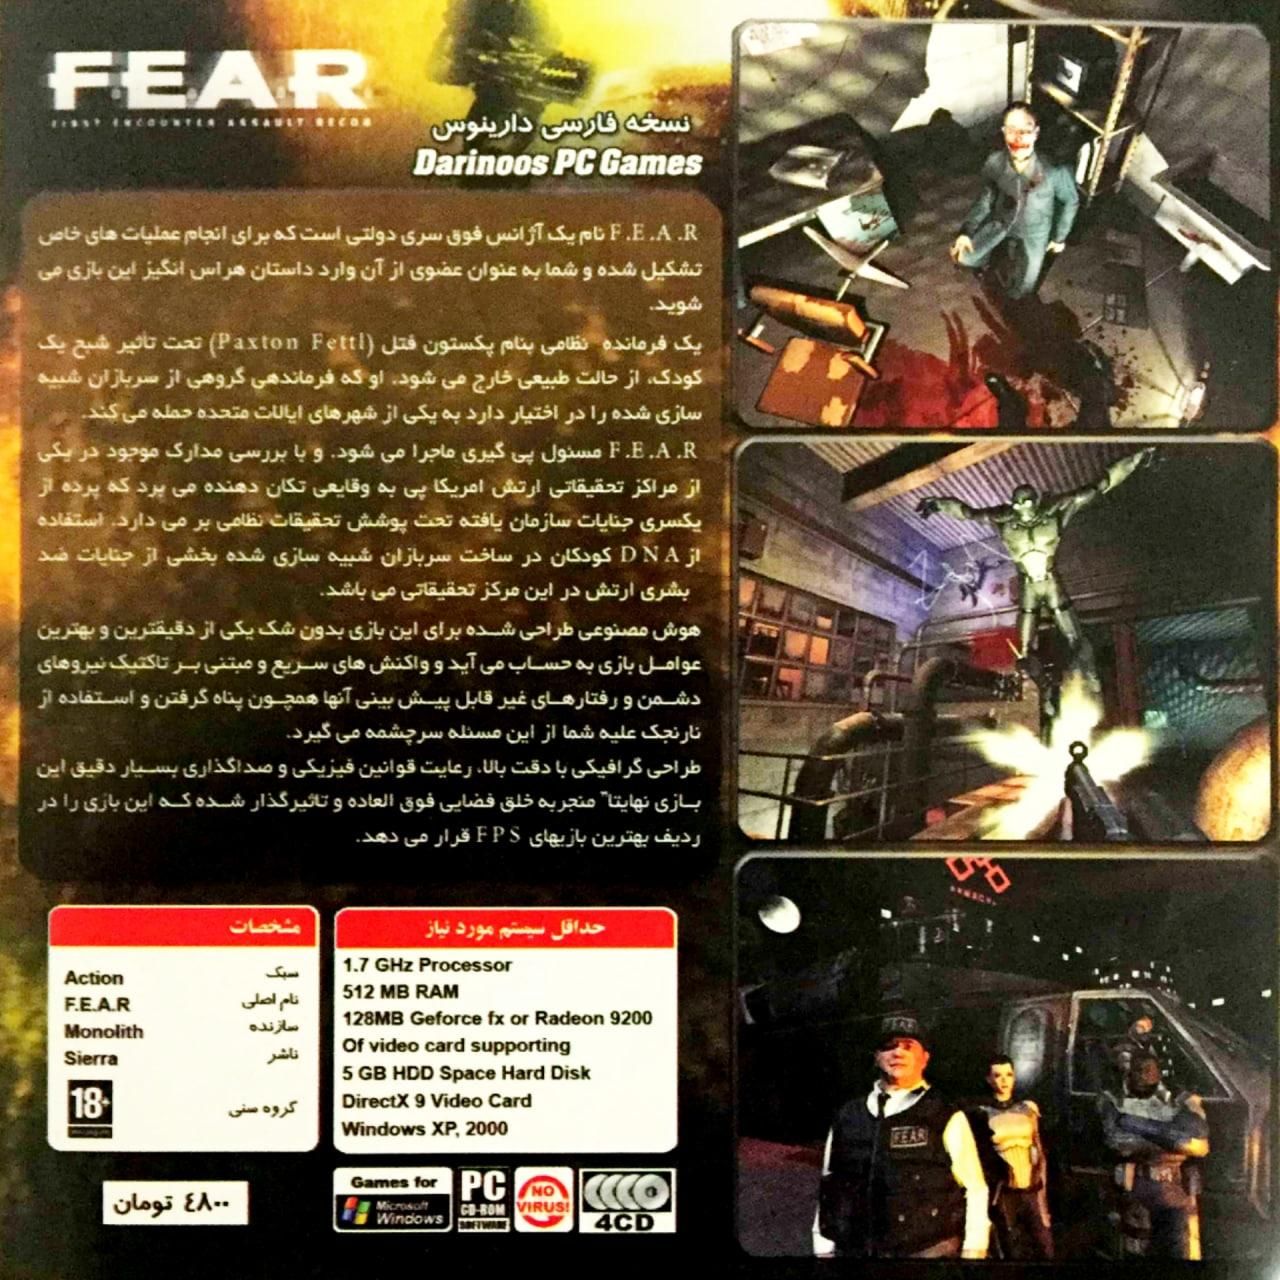 F.E.A.R.
FIRST ENCOUNTER ASSAULT RECON
نسخه فارسی دارینوس
Darinoos PC Games
F.E.A.R نام یک آژانس فوق سری دولتی است که برای انجام عملیات های خاص
تشکیل شده و شما به عنوان عضوی از آن وارد داستان هراس انگیز این بازی می
شوید.
یک فرمانده نظامی بنام پکستون فتل (Paxton Fettl) تحت تأثیر شبح یک
کودک، از حالت طبیعی خارج می شود. او که فرماندهی گروهی از سربازان شبیه
سازی شده را در اختیار دارد به یکی از شهرهای ایالات متحده حمله می کند.
F.E.A.R مسئول پی گیری ماجرا می شود. و با بررسی مدارک موجود در یکی
از مراکز تحقیقاتی ارتش امریکا پی به وقایعی تکان دهنده می برد که پرده از
یکسری جنایات سازمان یافته تحت پوشش تحقیقات نظامی بر می دارد. استفاده
از DNA کودکان در ساخت سربازان شبیه سازی شده بخشی از جنایات ضد
بشری ارتش در این مرکز تحقیقاتی می باشد.
هوش مصنوعی طراحی شده برای این بازی بدون شک یکی از دقیقترین و بهترین
عوامل بازی به حساب می آید و واکنش های سریع و مبتنی بر تاکتیک نیروهای
دشمن و رفتارهای غیر قابل پیش بینی آنها همچون پناه گرفتن و استفاده از
نارنجک علیه شما از این مسئله سرچشمه می گیرد.
طراحی گرافیکی با دقت بالا، رعایت قوانین فیزیکی و صداگذاری بسیار دقیق این
بازی نهایتا" منجر به خلق فضایی فوق العاده و تاثیرگذار شده که این بازی را در
ردیف بهترین بازیهای FPS قرار می دهد.
مشخصات
سبک Action
نام اصلی F.E.A.R
سازنده Monolith
ناشر Sierra
گروه سنی 18+
حداقل سیستم مورد نیاز
1.7 GHz Processor
512 MB RAM
128MB Geforce fx or Radeon 9200
Of video card supporting
5 GB HDD Space Hard Disk
DirectX 9 Video Card
Windows XP, 2000
٤٨٠٠ تومان
Games for
Microsoft
Windows
PC
CD-ROM
SOFTWARE
NO
VIRUS!
4CD
ARMACHAM
FEAR
FEAR